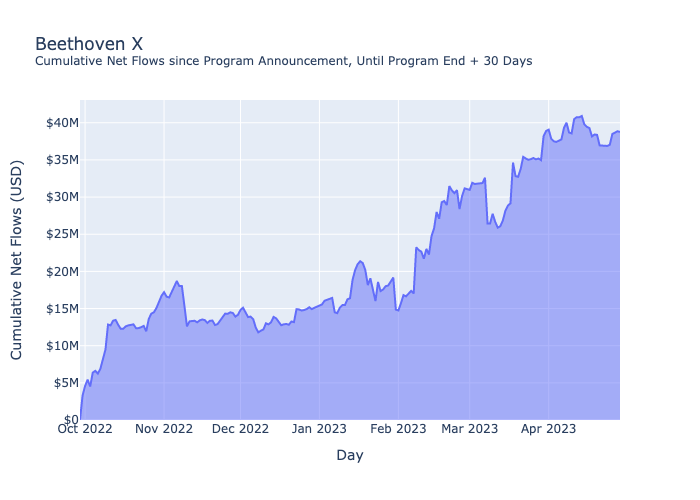 Beethoven X
Cumulative Net Flows since Program Announcement, Until Program End + 30 Days
Cumulative Net Flows (USD)
$40M
$35M
$30M
$25M
$20M
$15M
$10M
$5M
$0
Oct 2022 Nov 2022 Dec 2022 Jan 2023 Feb 2023 Mar 2023 Apr 2023
Day